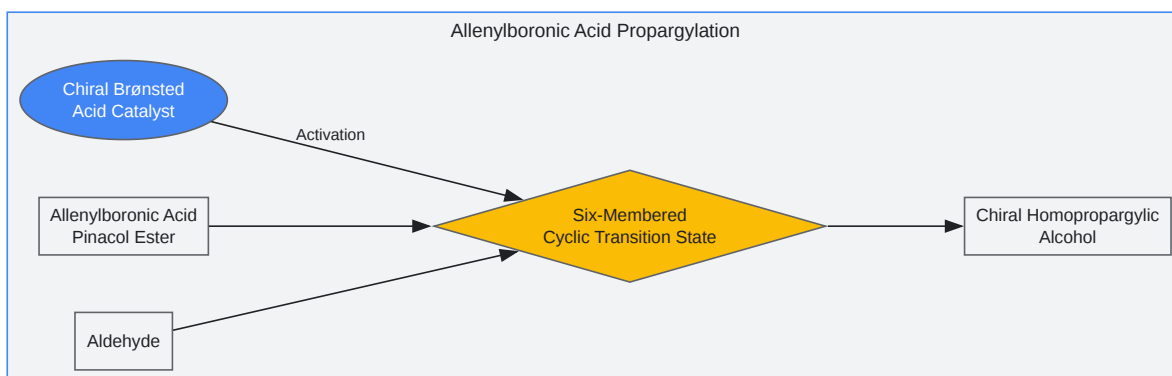 Allenylboronic Acid Propargylation
Chiral Brønsted
Acid Catalyst
Activation
Allenylboronic Acid
Pinacol Ester
Six-Membered
Cyclic Transition State
Chiral Homopropargylic
Alcohol
Aldehyde